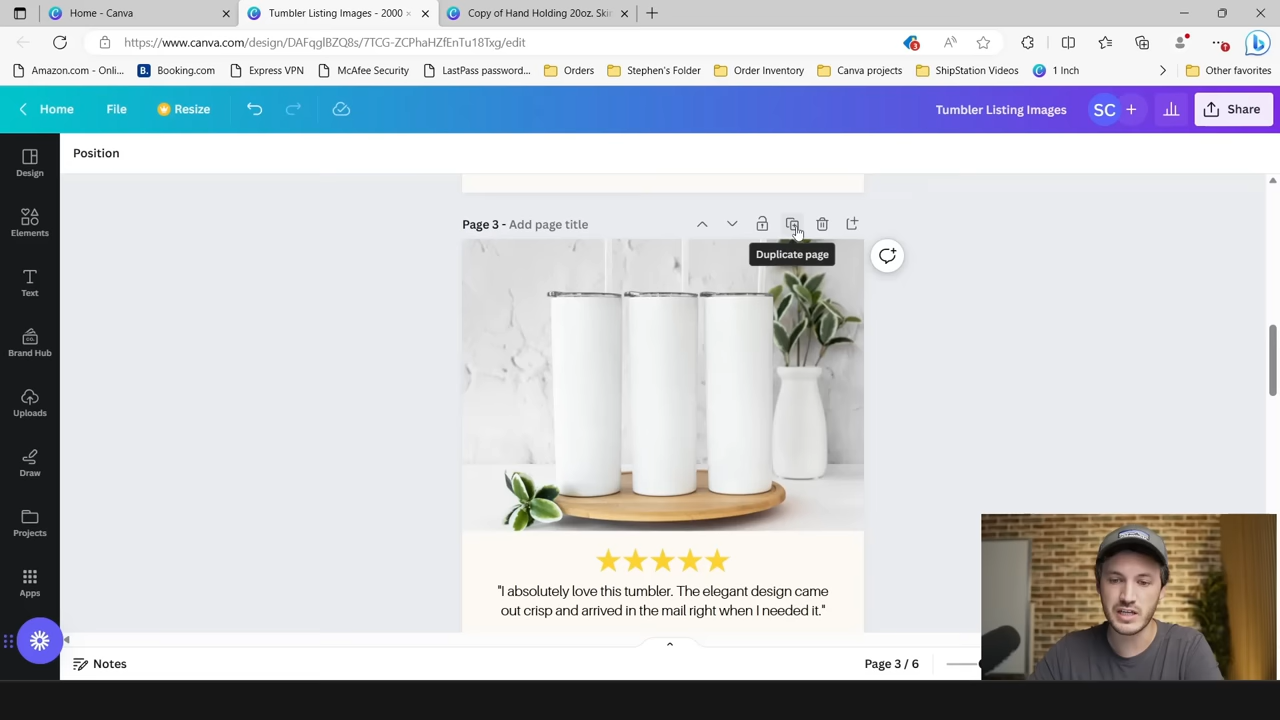 Home - Canva
Tumbler Listing Images - 2000
Copy of Hand Holding 20oz. Ski
https://www.canva.com/design/DAFqglBZQ8s/7TCG-ZCPhaHZfEnTu18Txg/edit
3
Amazon.com - Onli...
B. Booking.com
Express VPN
McAfee Security
LastPass password...
Orders
Stephen's Folder
Order Inventory
Canva projects
ShipStation Videos
1 Inch
Other favorites
Home
File
Resize
Tumbler Listing Images
SC
Share
Design
Elements
Text
Brand Hub
Uploads
Draw
Projects
Apps
Position
Page 3 - Add page title
Duplicate page
"I absolutely love this tumbler. The elegant design came
out crisp and arrived in the mail right when I needed it."
Notes
Page 3 / 6